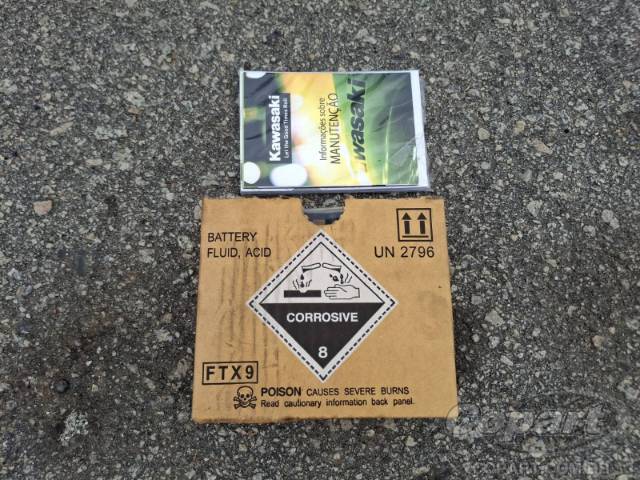 Kawasaki
Let the Good Times Roll
Informações sobre
MANUTENÇÃO
wasaki
BATTERY
FLUID, ACID
UN 2796
CORROSIVE
8
FTX9
POISON CAUSES SEVERE BURNS
Read cautionary information back panel.
copart